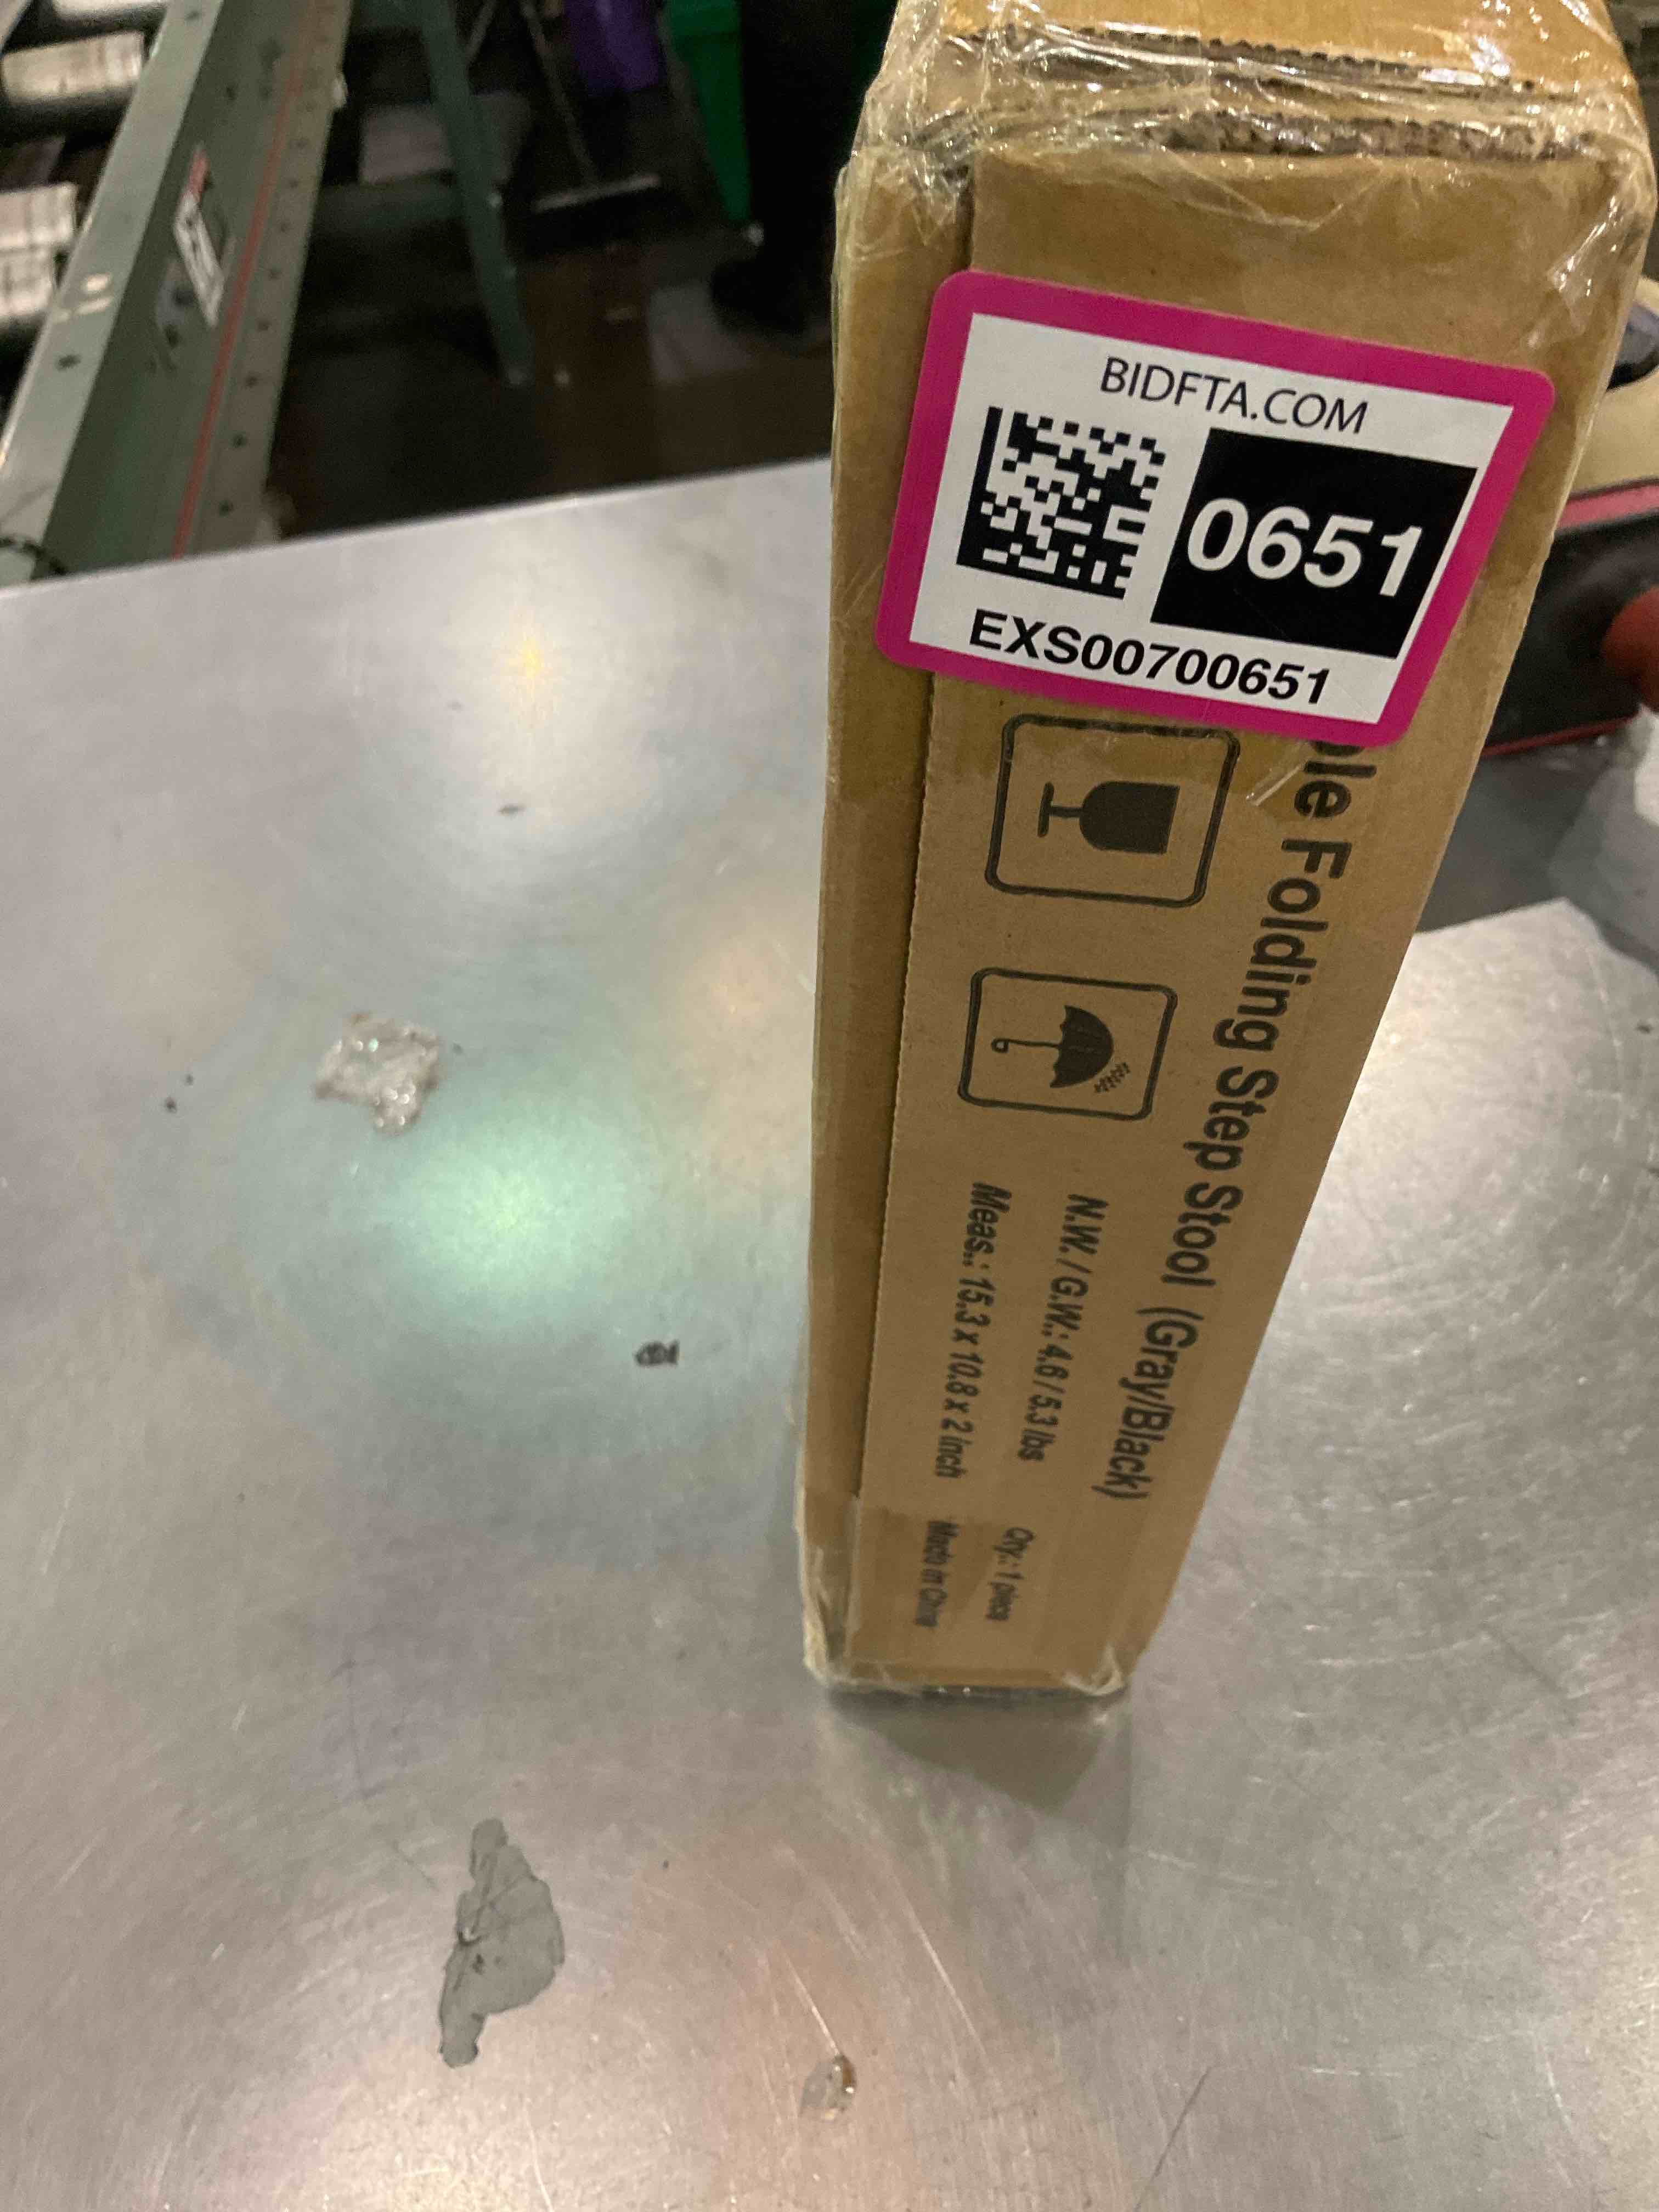 BIDFTA.COM
0651
EXS00700651
ple Folding Step Stool (Gray/Black)
N.W. / G.W.: 4.6 / 5.3 lbs
Qty.: 1 piece
Meas.: 15.3 x 10.8 x 2 inch
Made in China